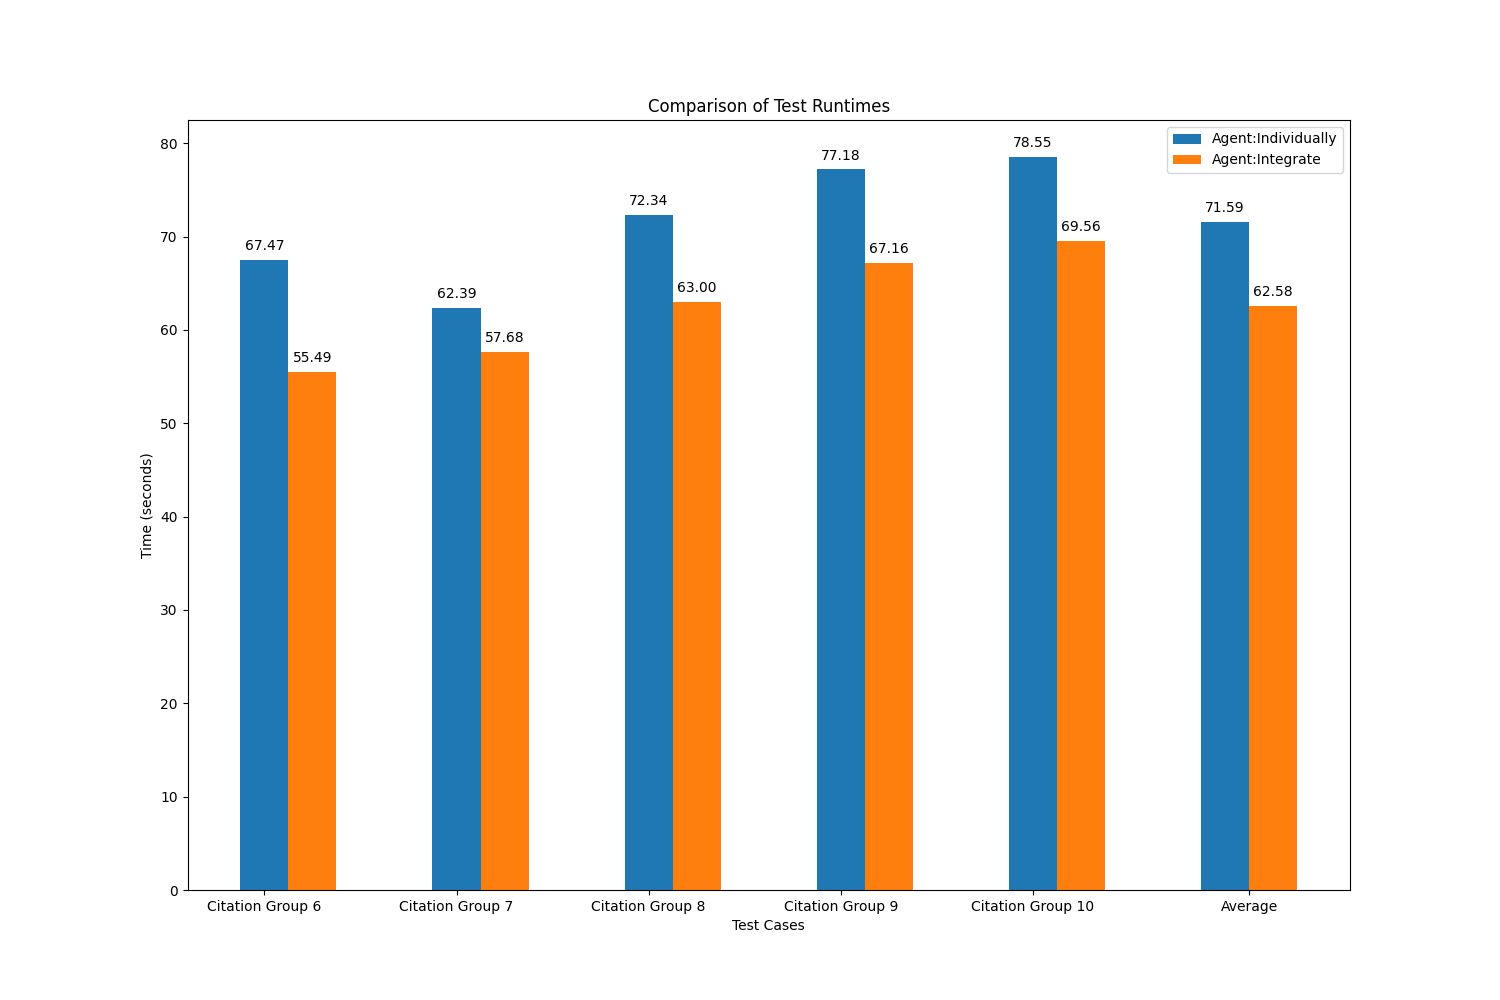 Comparison of Test Runtimes
Agent:Individually
Agent:Integrate
80
70
60
50
40
30
20
10
0
Time (seconds)
67.47
55.49
62.39
57.68
72.34
63.00
77.18
67.16
78.55
69.56
71.59
62.58
Citation Group 6
Citation Group 7
Citation Group 8
Citation Group 9
Citation Group 10
Average
Test Cases